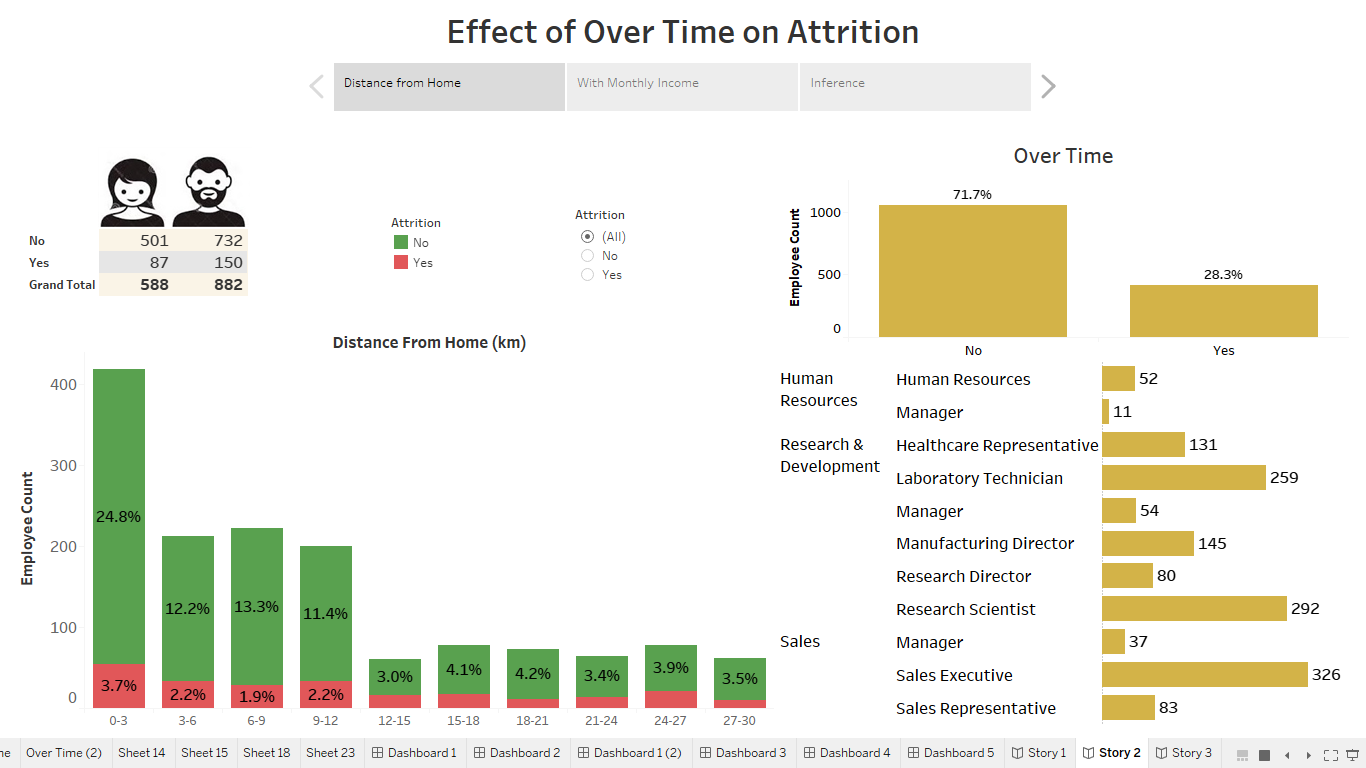 Effect of Over Time on Attrition
Distance from Home
With Monthly Income
Inference
No 501 732
Yes 87 150
Grand Total 588 882
Attrition
No
Yes
Attrition
(All)
No
Yes
Over Time
Employee Count
1000
500
0
71.7%
28.3%
No Yes
Distance From Home (km)
Employee Count
400
300
200
100
0
24.8%
3.7%
12.2%
2.2%
13.3%
1.9%
11.4%
2.2%
3.0%
4.1%
4.2%
3.4%
3.9%
3.5%
0-3 3-6 6-9 9-12 12-15 15-18 18-21 21-24 24-27 27-30
Human
Resources
Human Resources 52
Manager 11
Research &
Development
Healthcare Representative 131
Laboratory Technician 259
Manager 54
Manufacturing Director 145
Research Director 80
Research Scientist 292
Sales
Manager 37
Sales Executive 326
Sales Representative 83
ne Over Time (2) Sheet 14 Sheet 15 Sheet 18 Sheet 23 Dashboard 1 Dashboard 2 Dashboard 1 (2) Dashboard 3 Dashboard 4 Dashboard 5 Story 1 Story 2 Story 3